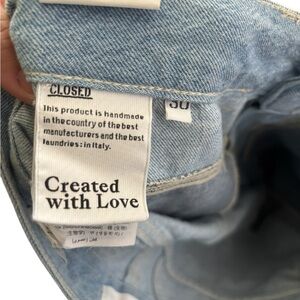 CLOSED
30
This product is handmade
in the country of the best
manufacturers and the best
laundries: in Italy.
Created
with Love